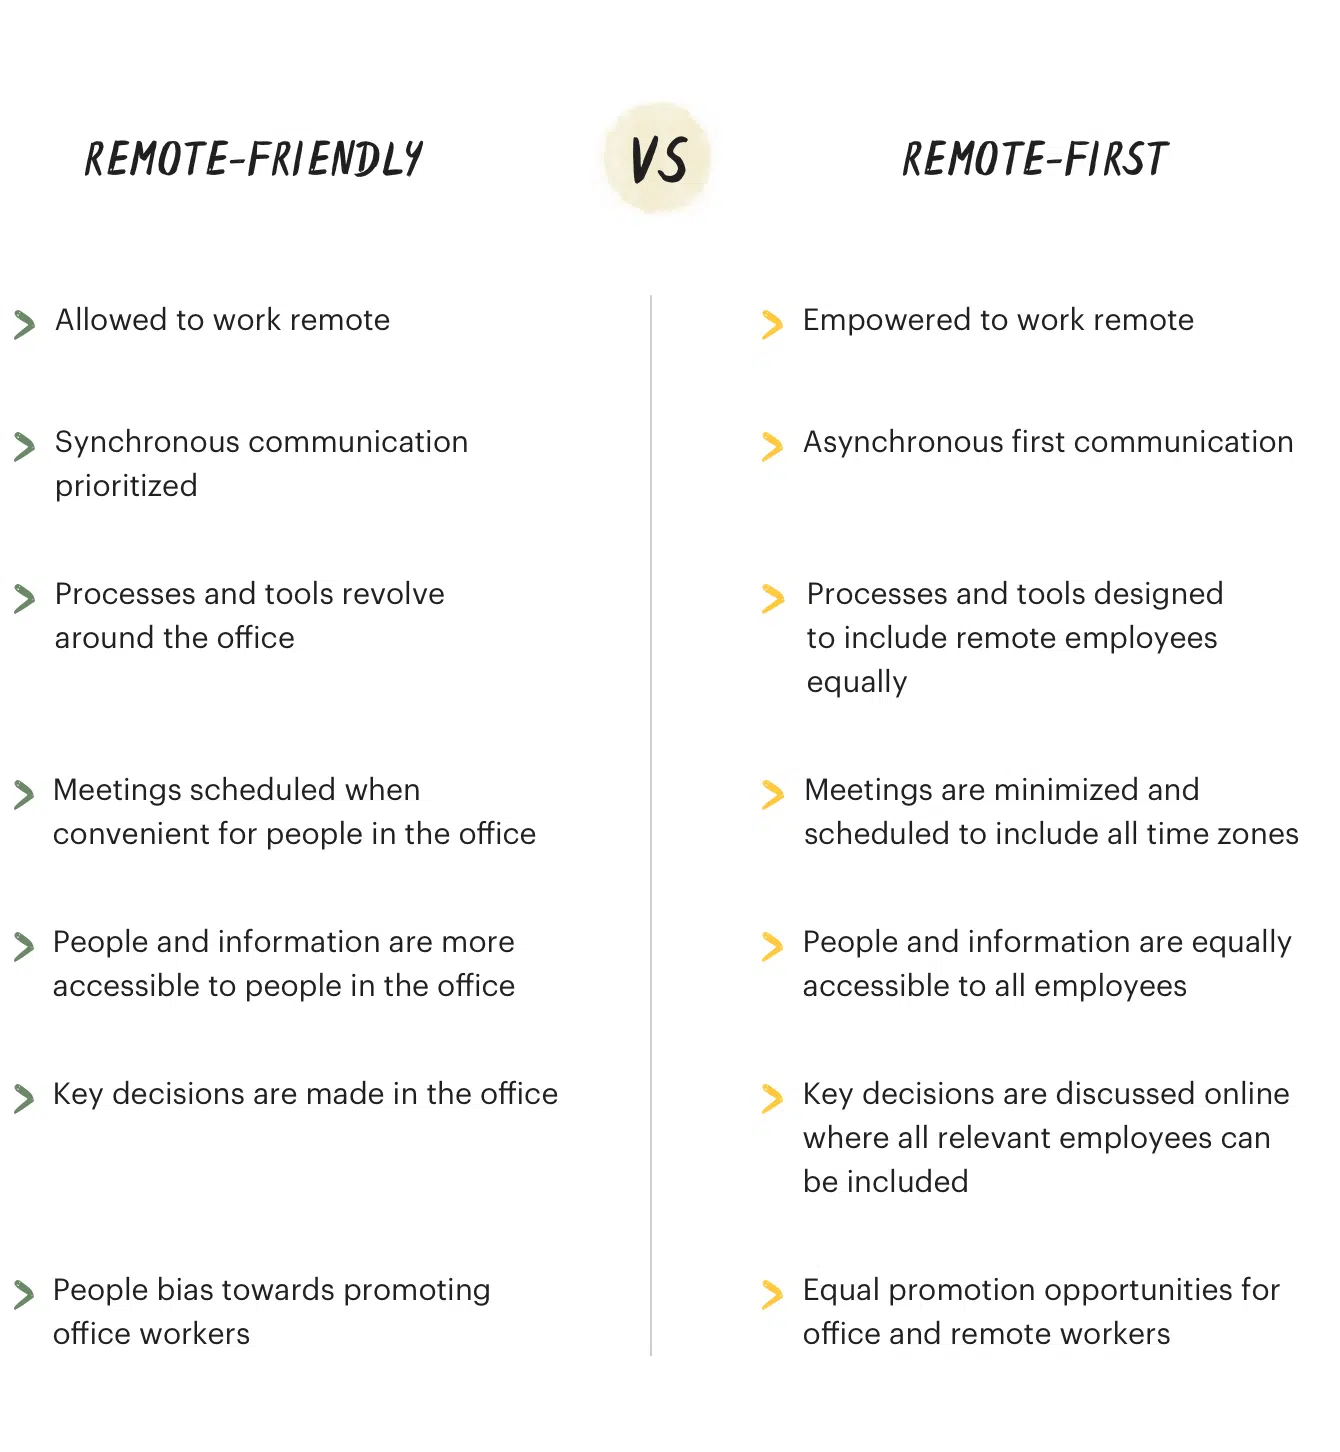 REMOTE-FRIENDLY
VS
REMOTE-FIRST
Allowed to work remote
Empowered to work remote
Synchronous communication
prioritized
Asynchronous first communication
Processes and tools revolve
around the office
Processes and tools designed
to include remote employees
equally
Meetings scheduled when
convenient for people in the office
Meetings are minimized and
scheduled to include all time zones
People and information are more
accessible to people in the office
People and information are equally
accessible to all employees
Key decisions are made in the office
Key decisions are discussed online
where all relevant employees can
be included
People bias towards promoting
office workers
Equal promotion opportunities for
office and remote workers